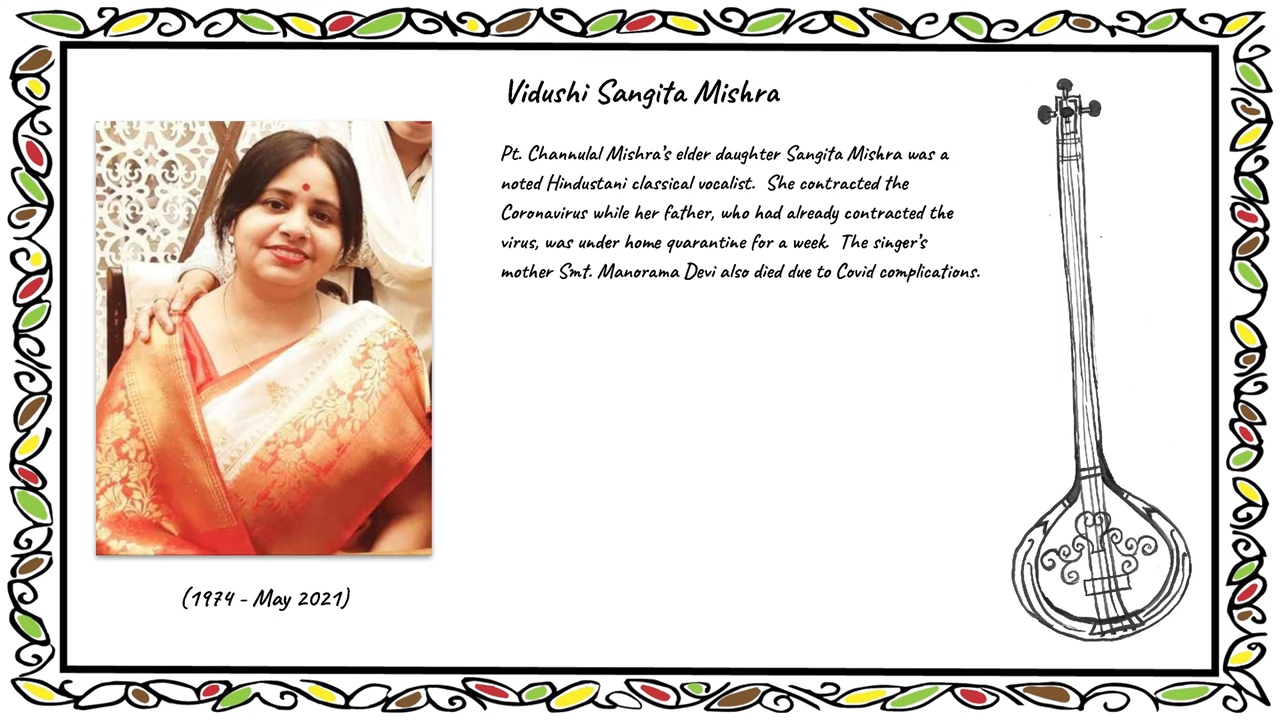 Vidushi Sangita Mishra
Pt. Channulal Mishra's elder daughter Sangita Mishra was a
noted Hindustani classical vocalist.  She contracted the
Coronavirus while her father, who had already contracted the
virus, was under home quarantine for a week.  The singer's
mother Smt. Manorama Devi also died due to Covid complications.
(1974 - May 2021)